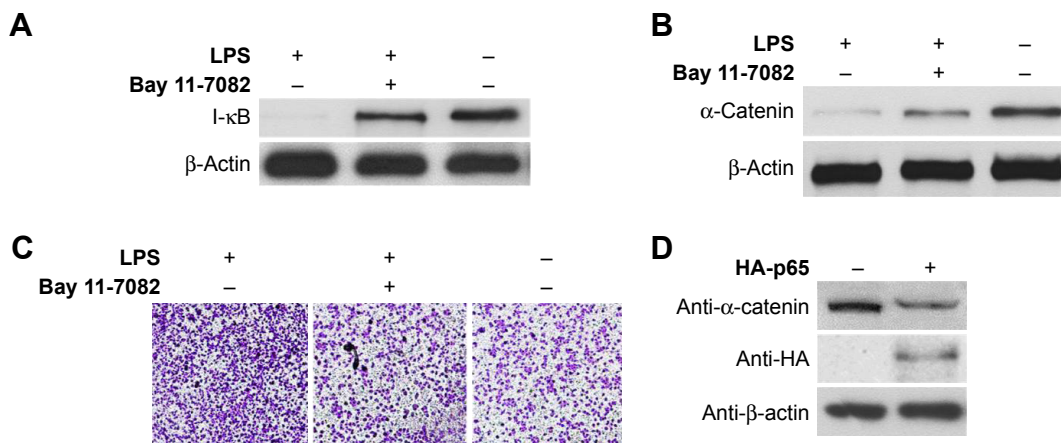 A
LPS + + –
Bay 11-7082 – + –
I-κB
β-Actin
B
LPS + + –
Bay 11-7082 – + –
α-Catenin
β-Actin
C
LPS + + –
Bay 11-7082 – + –
D
HA-p65 – +
Anti-α-catenin
Anti-HA
Anti-β-actin